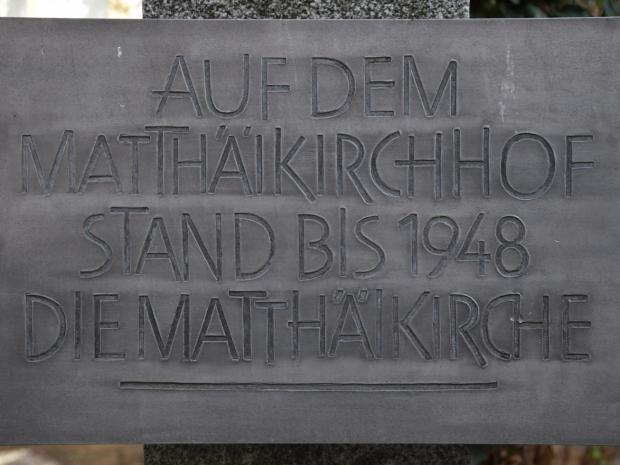 AUF DEM
MATTHÄIKIRCHHOF
STAND BIS 1948
DIE MATTHÄIKIRCHE